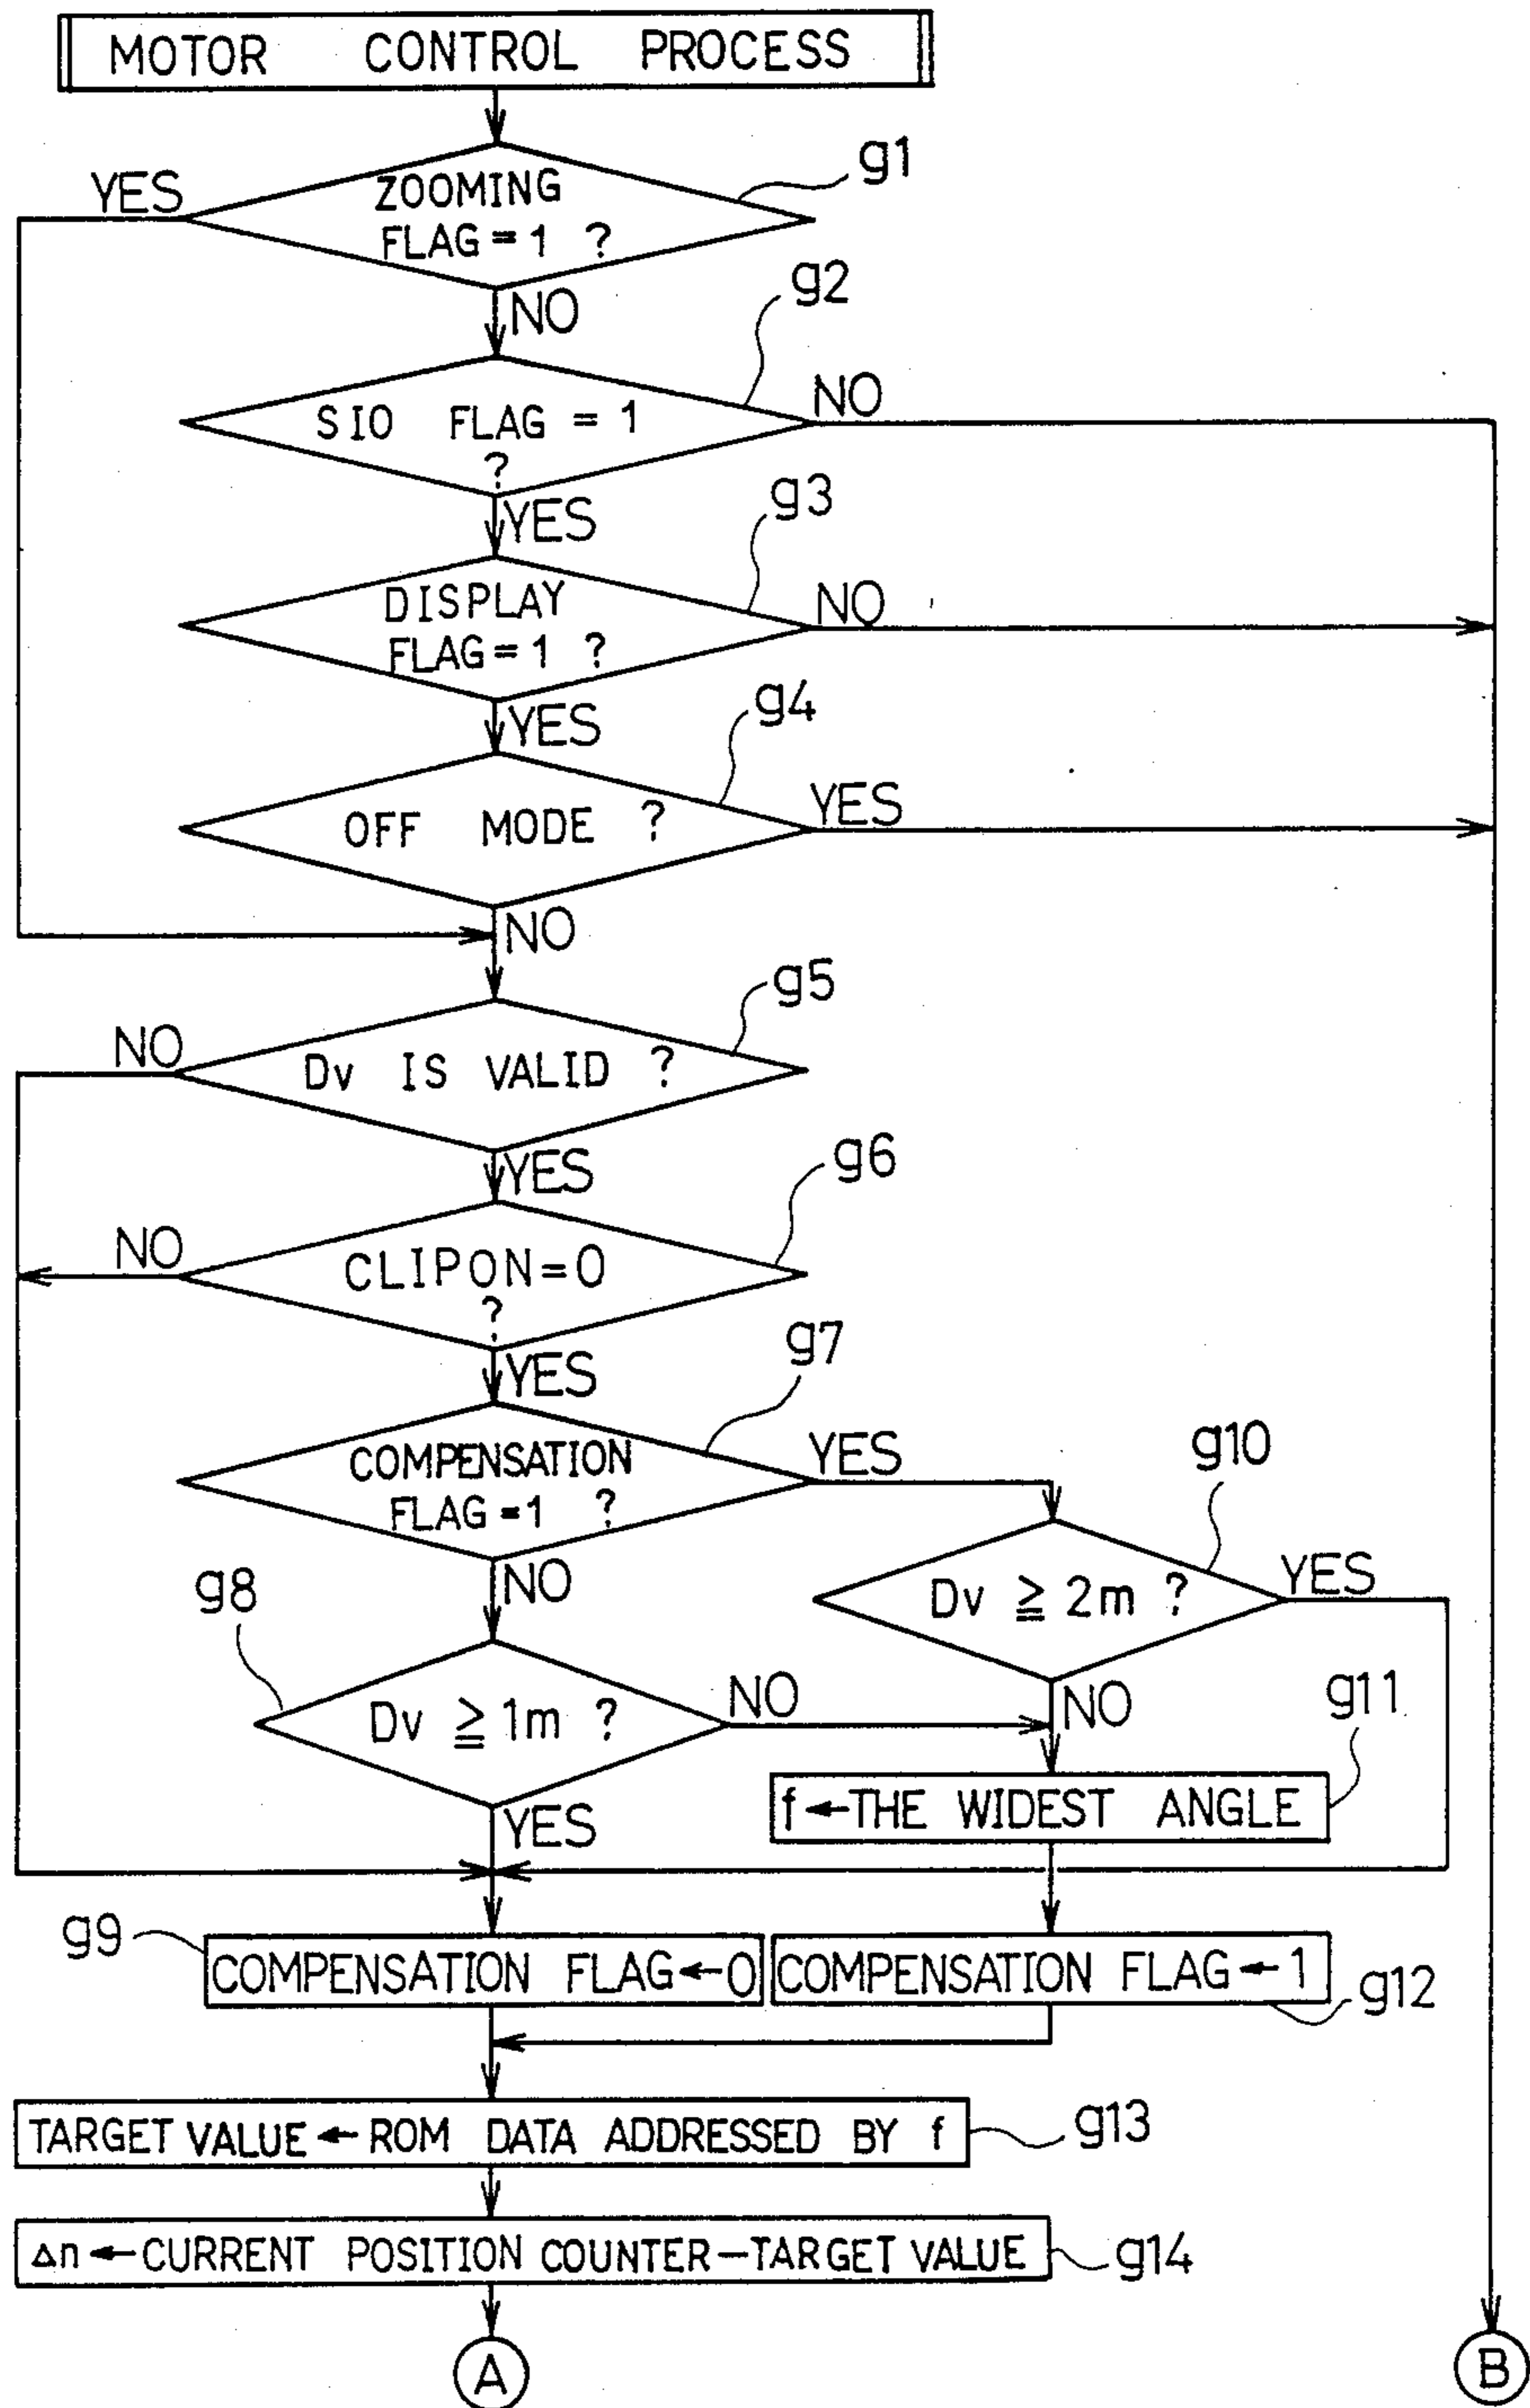 MOTOR CONTROL PROCESS
g1
YES
ZOOMING
FLAG = 1 ?
NO
g2
SIO FLAG = 1
?
NO
YES
g3
DISPLAY
FLAG = 1 ?
NO
YES
g4
OFF MODE ?
YES
NO
g5
NO
Dv IS VALID ?
YES
g6
NO
CLIPON=0
?
YES
g7
COMPENSATION
FLAG =1 ?
YES
g10
NO
Dv ≧ 2m ?
YES
g8
Dv ≧ 1m ?
NO
NO
g11
f←THE WIDEST ANGLE
YES
g9
COMPENSATION FLAG←0
COMPENSATION FLAG←1
g12
TARGET VALUE←ROM DATA ADDRESSED BY f
g13
Δn←CURRENT POSITION COUNTER−TARGET VALUE
g14
A
B